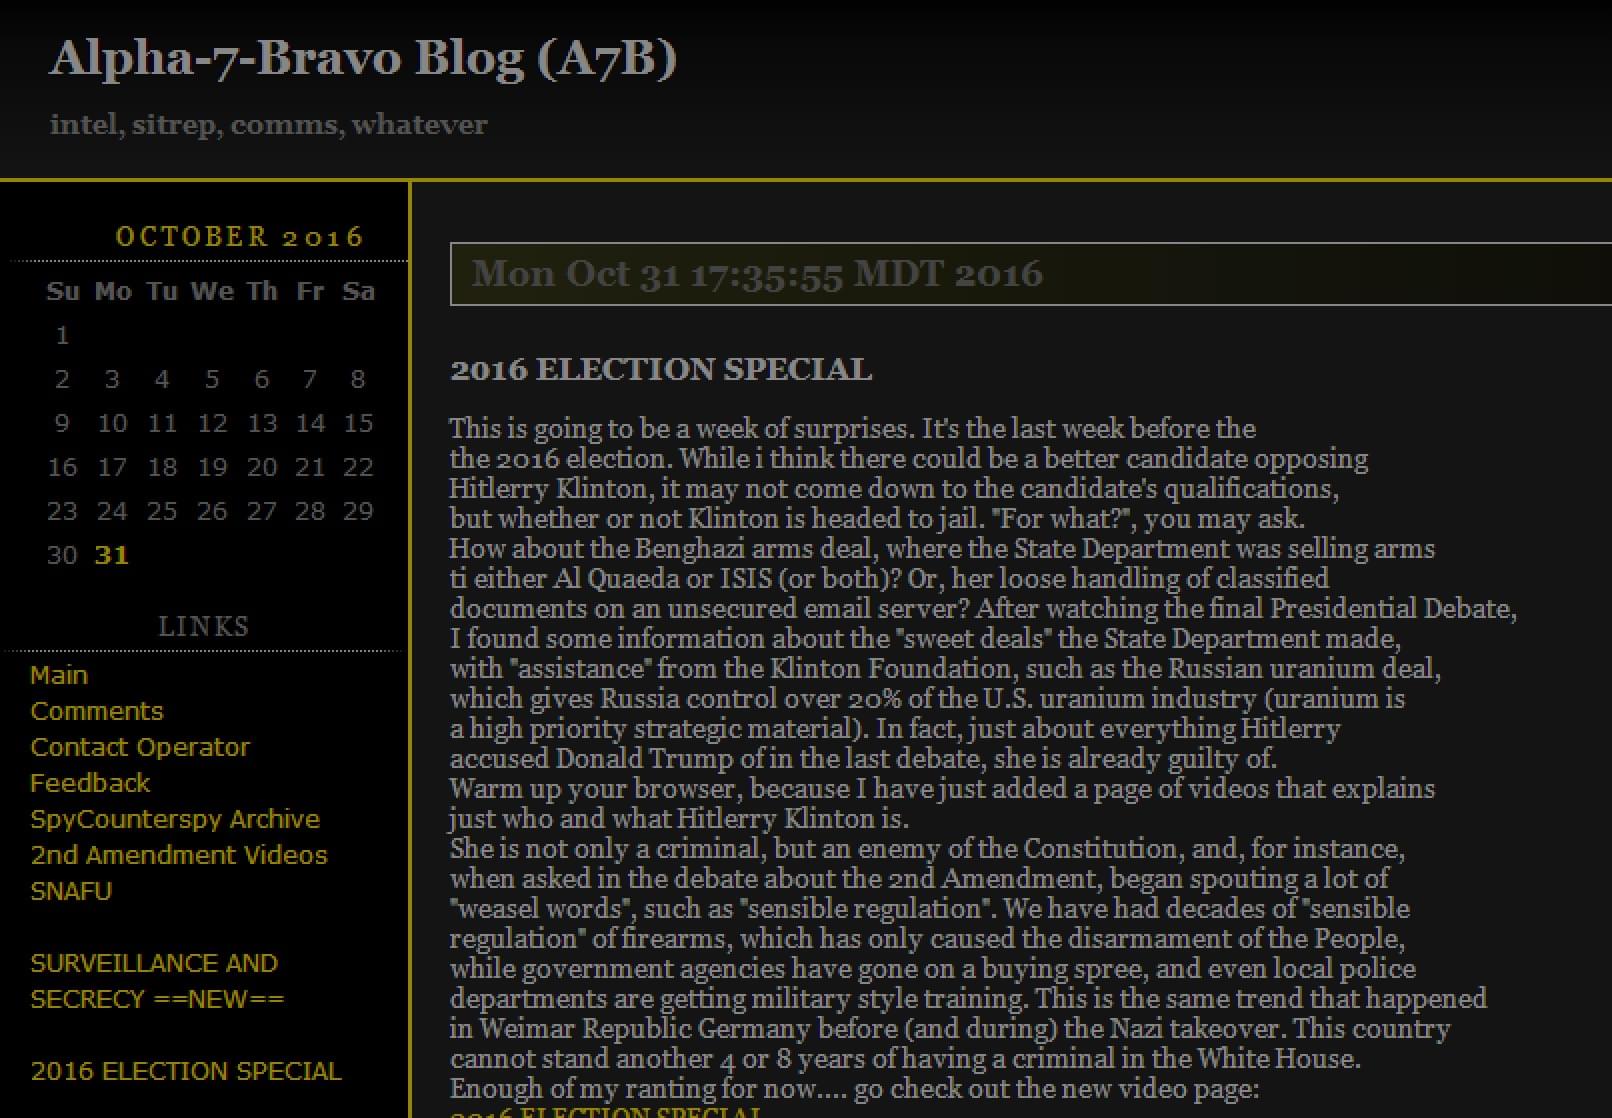 Alpha-7-Bravo Blog (A7B)
intel, sitrep, comms, whatever
OCTOBER 2016
Su Mo Tu We Th Fr Sa
1
2 3 4 5 6 7 8
9 10 11 12 13 14 15
16 17 18 19 20 21 22
23 24 25 26 27 28 29
30 31
LINKS
Main
Comments
Contact Operator
Feedback
SpyCounterspy Archive
2nd Amendment Videos
SNAFU
SURVEILLANCE AND
SECRECY ==NEW==
2016 ELECTION SPECIAL
Mon Oct 31 17:35:55 MDT 2016
2016 ELECTION SPECIAL
This is going to be a week of surprises. It's the last week before the
the 2016 election. While i think there could be a better candidate opposing
Hitlerry Klinton, it may not come down to the candidate's qualifications,
but whether or not Klinton is headed to jail. "For what?", you may ask.
How about the Benghazi arms deal, where the State Department was selling arms
ti either Al Quaeda or ISIS (or both)? Or, her loose handling of classified
documents on an unsecured email server? After watching the final Presidential Debate,
I found some information about the "sweet deals" the State Department made,
with "assistance" from the Klinton Foundation, such as the Russian uranium deal,
which gives Russia control over 20% of the U.S. uranium industry (uranium is
a high priority strategic material). In fact, just about everything Hitlerry
accused Donald Trump of in the last debate, she is already guilty of.
Warm up your browser, because I have just added a page of videos that explains
just who and what Hitlerry Klinton is.
She is not only a criminal, but an enemy of the Constitution, and, for instance,
when asked in the debate about the 2nd Amendment, began spouting a lot of
"weasel words", such as "sensible regulation". We have had decades of "sensible
regulation" of firearms, which has only caused the disarmament of the People,
while government agencies have gone on a buying spree, and even local police
departments are getting military style training. This is the same trend that happened
in Weimar Republic Germany before (and during) the Nazi takeover. This country
cannot stand another 4 or 8 years of having a criminal in the White House.
Enough of my ranting for now.... go check out the new video page:
2016 ELECTION SPECIAL